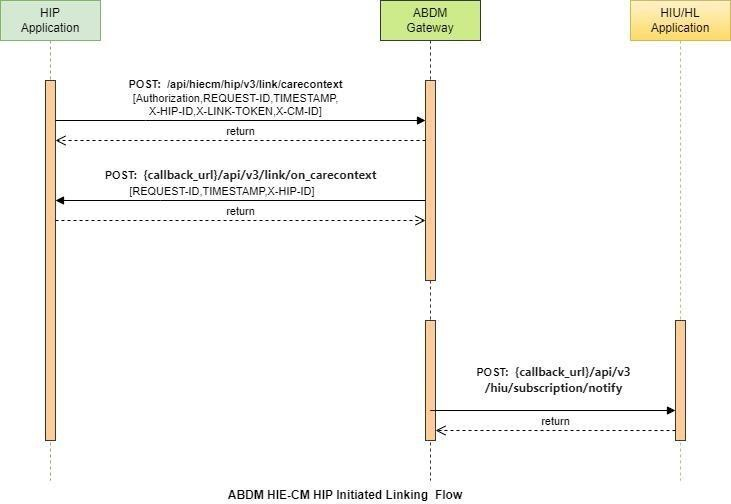 HIP
Application
ABDM
Gateway
HIU/HL
Application
POST: /api/hiecm/hip/v3/link/carecontext
[Authorization,REQUEST-ID,TIMESTAMP,
X-HIP-ID,X-LINK-TOKEN,X-CM-ID]
return
POST: {callback_url}/api/v3/link/on_carecontext
[REQUEST-ID,TIMESTAMP,X-HIP-ID]
return
POST: {callback_url}/api/v3
/hiu/subscription/notify
return
ABDM HIE-CM HIP Initiated Linking Flow